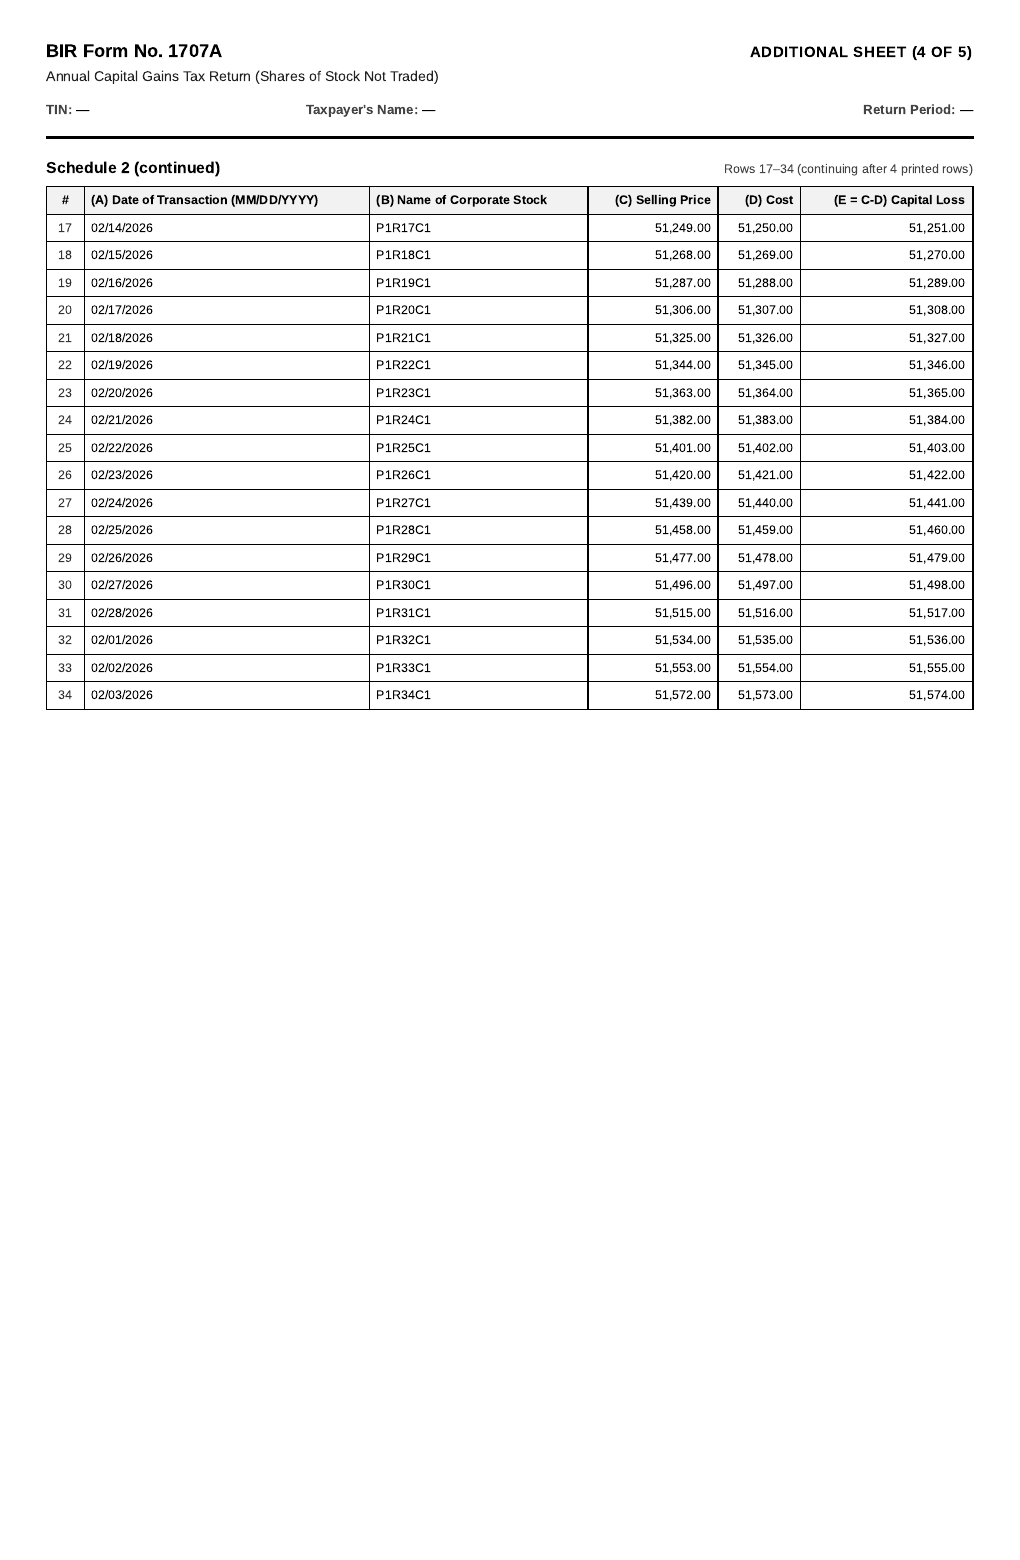 BIR Form No. 1707A
ADDITIONAL SHEET (4 OF 5)
Annual Capital Gains Tax Return (Shares of Stock Not Traded)
TIN: — Taxpayer's Name: — Return Period: —
Schedule 2 (continued)
Rows 17–34 (continuing after 4 printed rows)
# (A) Date of Transaction (MM/DD/YYYY) (B) Name of Corporate Stock (C) Selling Price (D) Cost (E = C-D) Capital Loss
17 02/14/2026 P1R17C1 51,249.00 51,250.00 51,251.00
18 02/15/2026 P1R18C1 51,268.00 51,269.00 51,270.00
19 02/16/2026 P1R19C1 51,287.00 51,288.00 51,289.00
20 02/17/2026 P1R20C1 51,306.00 51,307.00 51,308.00
21 02/18/2026 P1R21C1 51,325.00 51,326.00 51,327.00
22 02/19/2026 P1R22C1 51,344.00 51,345.00 51,346.00
23 02/20/2026 P1R23C1 51,363.00 51,364.00 51,365.00
24 02/21/2026 P1R24C1 51,382.00 51,383.00 51,384.00
25 02/22/2026 P1R25C1 51,401.00 51,402.00 51,403.00
26 02/23/2026 P1R26C1 51,420.00 51,421.00 51,422.00
27 02/24/2026 P1R27C1 51,439.00 51,440.00 51,441.00
28 02/25/2026 P1R28C1 51,458.00 51,459.00 51,460.00
29 02/26/2026 P1R29C1 51,477.00 51,478.00 51,479.00
30 02/27/2026 P1R30C1 51,496.00 51,497.00 51,498.00
31 02/28/2026 P1R31C1 51,515.00 51,516.00 51,517.00
32 02/01/2026 P1R32C1 51,534.00 51,535.00 51,536.00
33 02/02/2026 P1R33C1 51,553.00 51,554.00 51,555.00
34 02/03/2026 P1R34C1 51,572.00 51,573.00 51,574.00